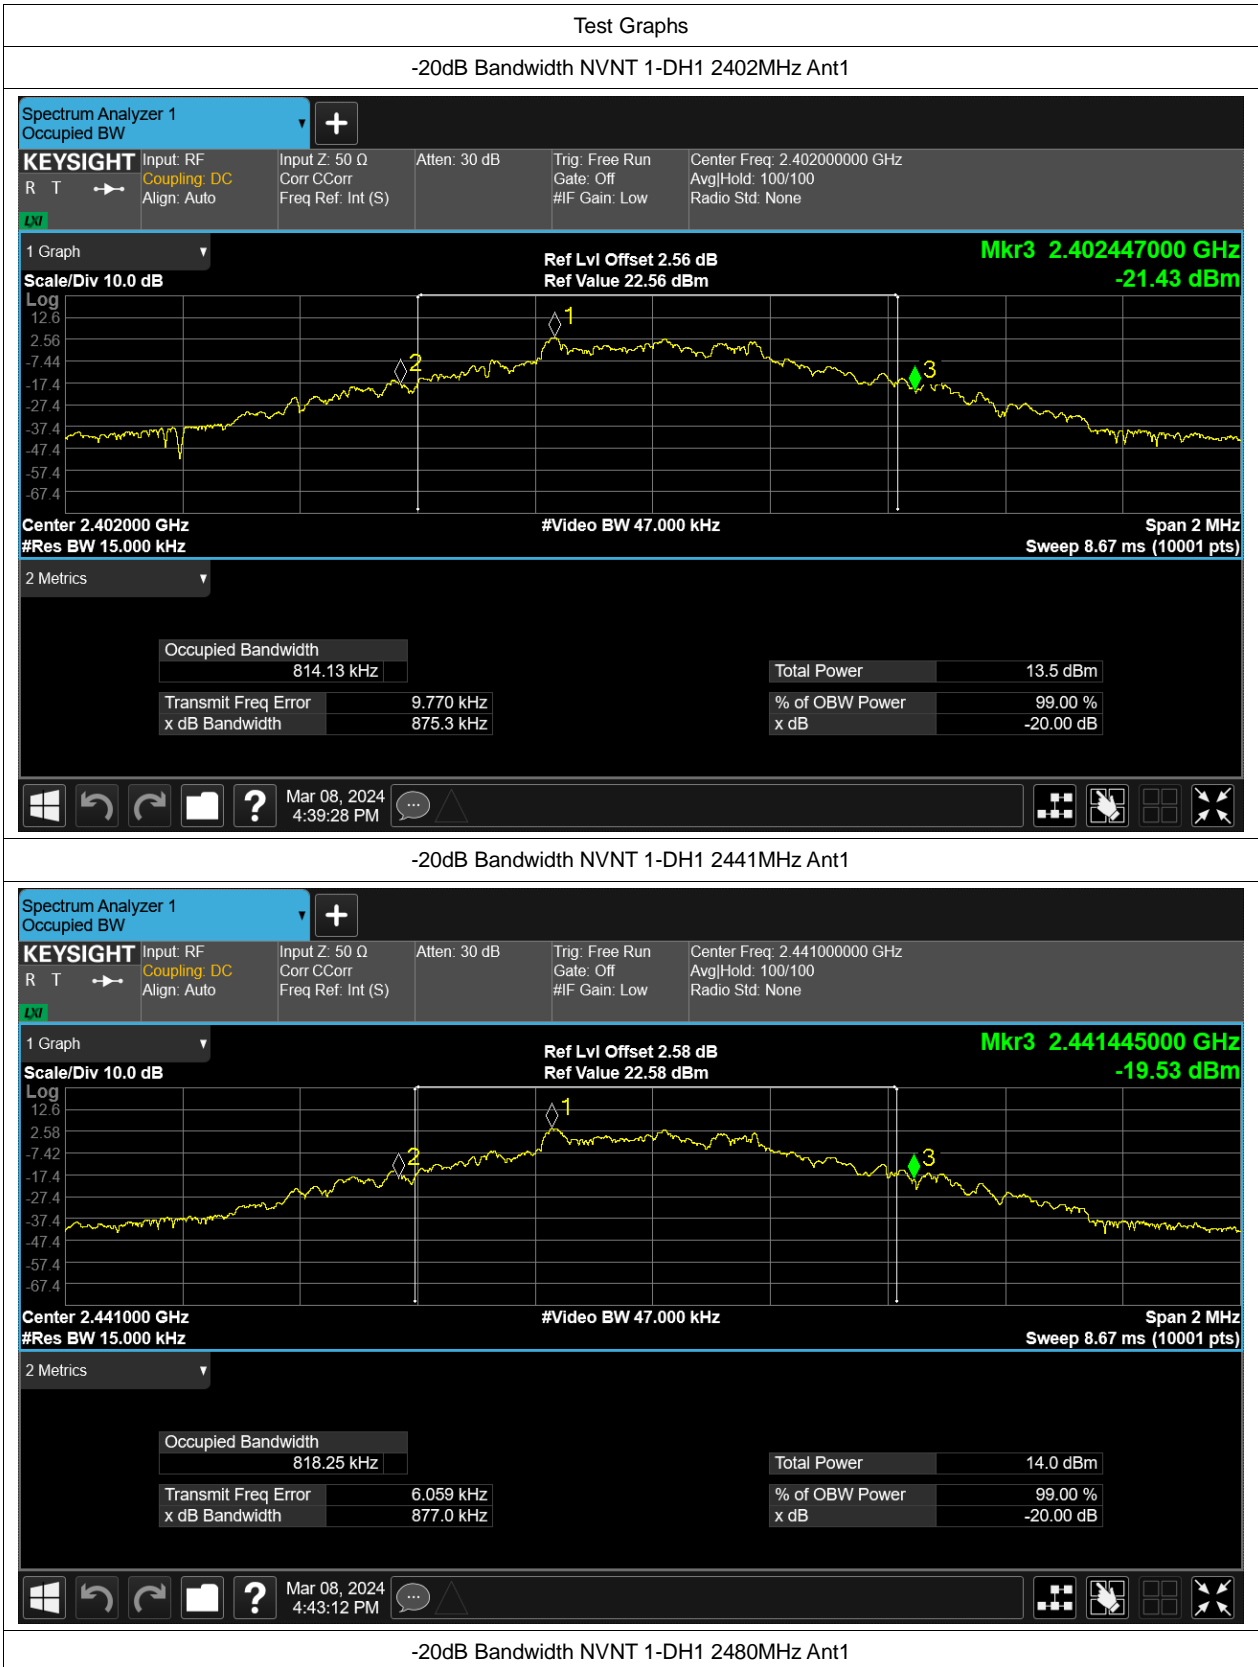 Test Graphs
-20dB Bandwidth NVNT 1-DH1 2402MHz Ant1
Spectrum Analyzer 1
Occupied BW
KEYSIGHT Input: RF Input Z: 50 Ω Atten: 30 dB Trig: Free Run Center Freq: 2.402000000 GHz
R T Coupling: DC Corr CCorr Gate: Off Avg|Hold: 100/100
Align: Auto Freq Ref: Int (S) #IF Gain: Low Radio Std: None
LXI
1 Graph Ref Lvl Offset 2.56 dB Mkr3 2.402447000 GHz
Scale/Div 10.0 dB Ref Value 22.56 dBm -21.43 dBm
Log
12.6
2.56
-7.44
-17.4
-27.4
-37.4
-47.4
-57.4
-67.4
1
2
3
Center 2.402000 GHz #Video BW 47.000 kHz Span 2 MHz
#Res BW 15.000 kHz Sweep 8.67 ms (10001 pts)
2 Metrics
Occupied Bandwidth
814.13 kHz Total Power 13.5 dBm
Transmit Freq Error 9.770 kHz % of OBW Power 99.00 %
x dB Bandwidth 875.3 kHz x dB -20.00 dB
Mar 08, 2024
4:39:28 PM
-20dB Bandwidth NVNT 1-DH1 2441MHz Ant1
Spectrum Analyzer 1
Occupied BW
KEYSIGHT Input: RF Input Z: 50 Ω Atten: 30 dB Trig: Free Run Center Freq: 2.441000000 GHz
R T Coupling: DC Corr CCorr Gate: Off Avg|Hold: 100/100
Align: Auto Freq Ref: Int (S) #IF Gain: Low Radio Std: None
LXI
1 Graph Ref Lvl Offset 2.58 dB Mkr3 2.441445000 GHz
Scale/Div 10.0 dB Ref Value 22.58 dBm -19.53 dBm
Log
12.6
2.58
-7.42
-17.4
-27.4
-37.4
-47.4
-57.4
-67.4
1
2
3
Center 2.441000 GHz #Video BW 47.000 kHz Span 2 MHz
#Res BW 15.000 kHz Sweep 8.67 ms (10001 pts)
2 Metrics
Occupied Bandwidth
818.25 kHz Total Power 14.0 dBm
Transmit Freq Error 6.059 kHz % of OBW Power 99.00 %
x dB Bandwidth 877.0 kHz x dB -20.00 dB
Mar 08, 2024
4:43:12 PM
-20dB Bandwidth NVNT 1-DH1 2480MHz Ant1